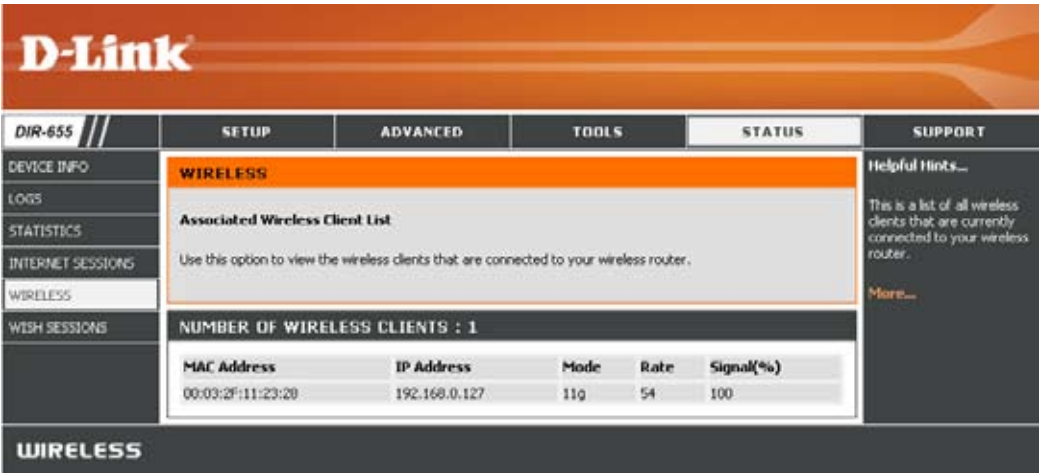 D-Link
DIR-655
SETUP
ADVANCED
TOOLS
STATUS
SUPPORT
DEVICE INFO
LOGS
STATISTICS
INTERNET SESSIONS
WIRELESS
WISH SESSIONS
WIRELESS
Associated Wireless Client List
Use this option to view the wireless clients that are connected to your wireless router.
NUMBER OF WIRELESS CLIENTS : 1
MAC Address IP Address Mode Rate Signal(%)
00:03:2F:11:23:28 192.168.0.127 11g 54 100
Helpful Hints...
This is a list of all wireless
clients that are currently
connected to your wireless
router.
More...
WIRELESS